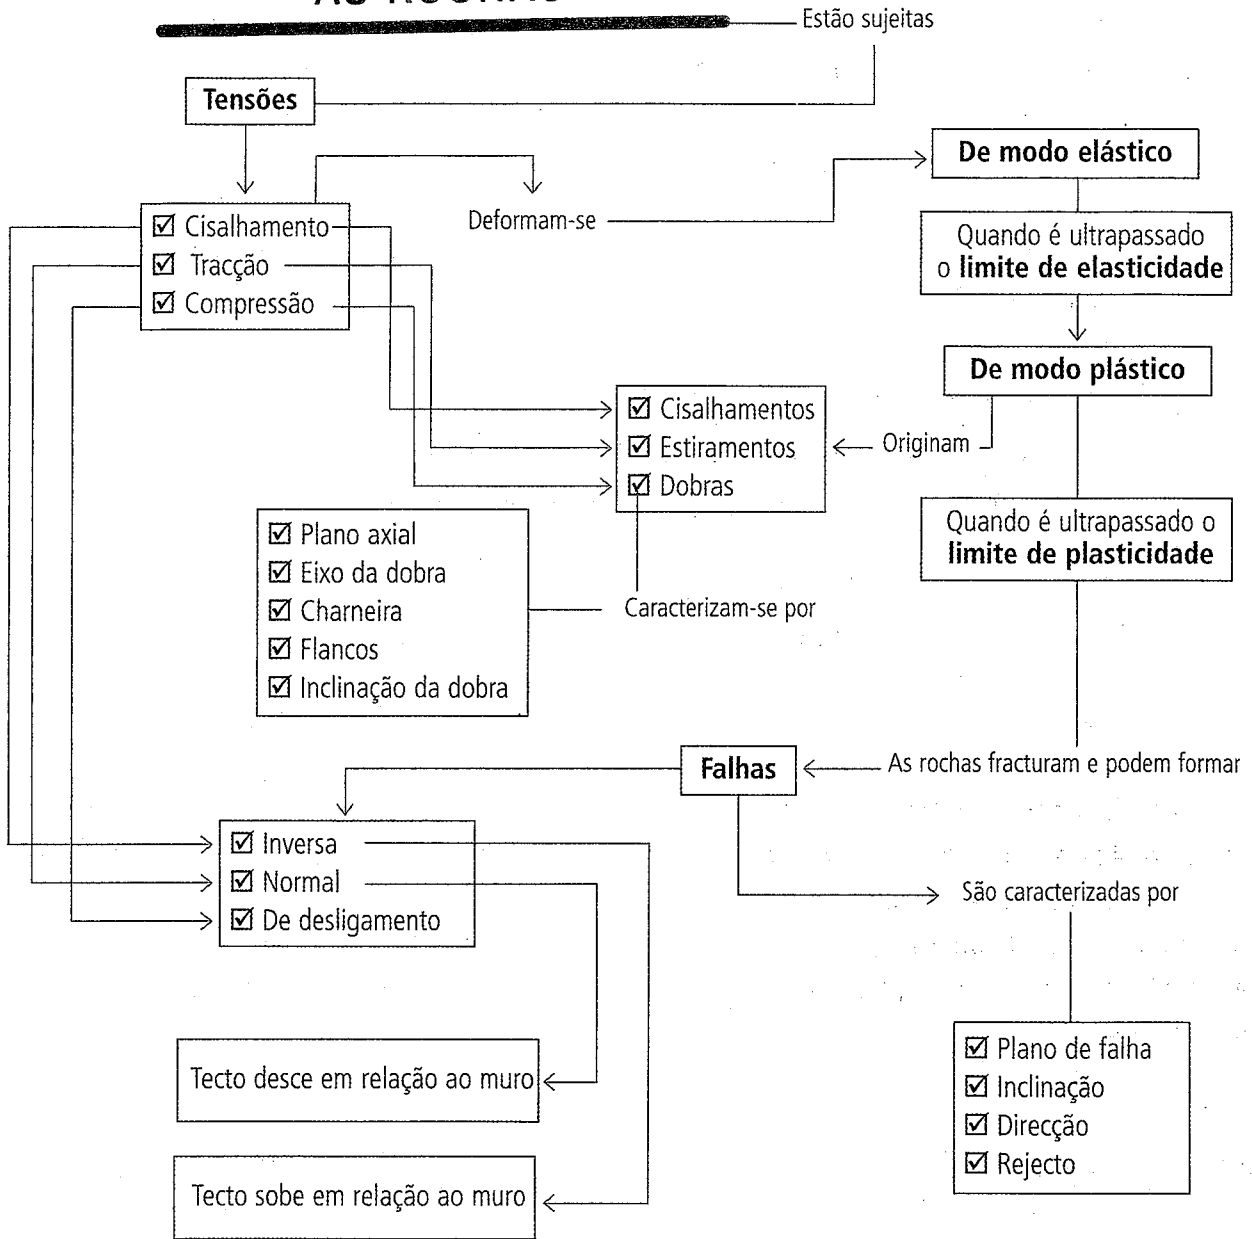 Estão sujeitas
Tensões
De modo elástico
Deformam-se
☑ Cisalhamento
☑ Tracção
☑ Compressão
Quando é ultrapassado
o limite de elasticidade
De modo plástico
☑ Cisalhamentos
☑ Estiramentos
☑ Dobras
Originam
Quando é ultrapassado o
limite de plasticidade
☑ Plano axial
☑ Eixo da dobra
☑ Charneira
☑ Flancos
☑ Inclinação da dobra
Caracterizam-se por
Falhas
As rochas fracturam e podem formar
☑ Inversa
☑ Normal
☑ De desligamento
São caracterizadas por
Tecto desce em relação ao muro
☑ Plano de falha
☑ Inclinação
☑ Direcção
☑ Rejecto
Tecto sobe em relação ao muro